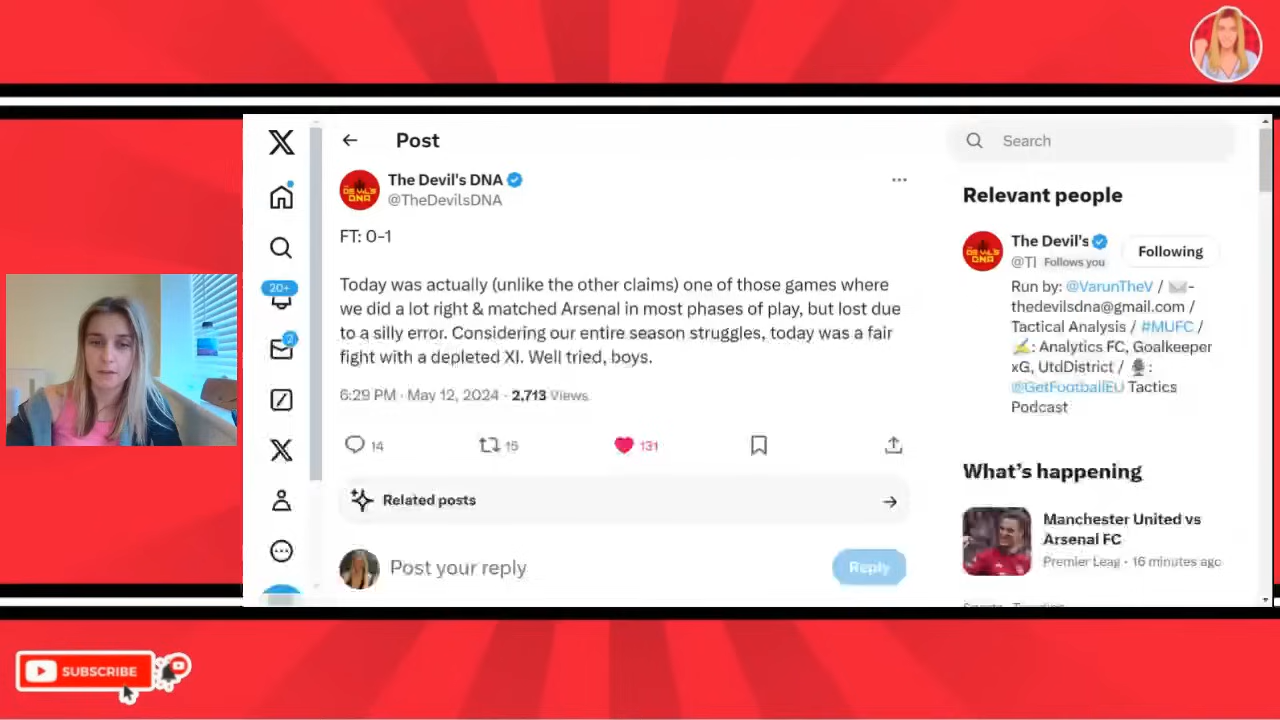 Post
Search
The Devil's DNA
@TheDevilsDNA
FT: 0-1
Today was actually (unlike the other claims) one of those games where
we did a lot right & matched Arsenal in most phases of play, but lost due
to a silly error. Considering our entire season struggles, today was a fair
fight with a depleted XI. Well tried, boys.
6:29 PM · May 12, 2024 · 2,713 Views
14
15
131
Related posts
Post your reply
Reply
20+
2
Relevant people
The Devil's
Following
@T
Follows you
Run by: @VarunTheV / ✉️-
thedevilsdna@gmail.com /
Tactical Analysis / #MUFC /
✍️: Analytics FC, Goalkeeper
xG, UtdDistrict / 🎙️:
@GetFootballEU Tactics
Podcast
What's happening
Manchester United vs
Arsenal FC
Premier Leag · 16 minutes ago
SUBSCRIBE